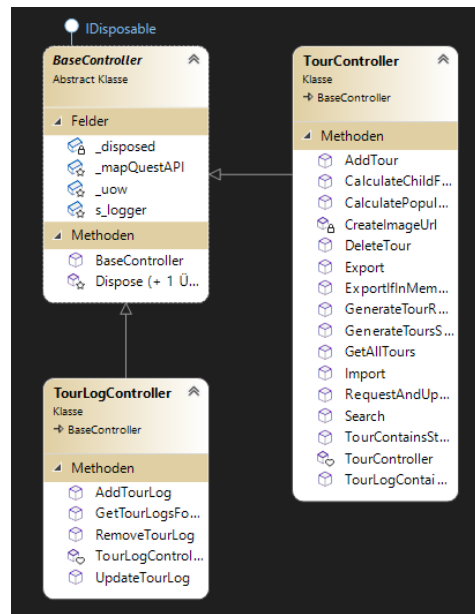 IDisposable
BaseController
Abstract Klasse
Felder
_disposed
_mapQuestAPI
_uow
s_logger
Methoden
BaseController
Dispose (+ 1 Ü...
TourController
Klasse
BaseController
Methoden
AddTour
CalculateChildF...
CalculatePopul...
CreateImageUrl
DeleteTour
Export
ExportIfInMem...
GenerateTourR...
GenerateToursS...
GetAllTours
Import
RequestAndUp...
Search
TourContainsSt...
TourController
TourLogContai...
TourLogController
Klasse
BaseController
Methoden
AddTourLog
GetTourLogsFo...
RemoveTourLog
TourLogControl...
UpdateTourLog